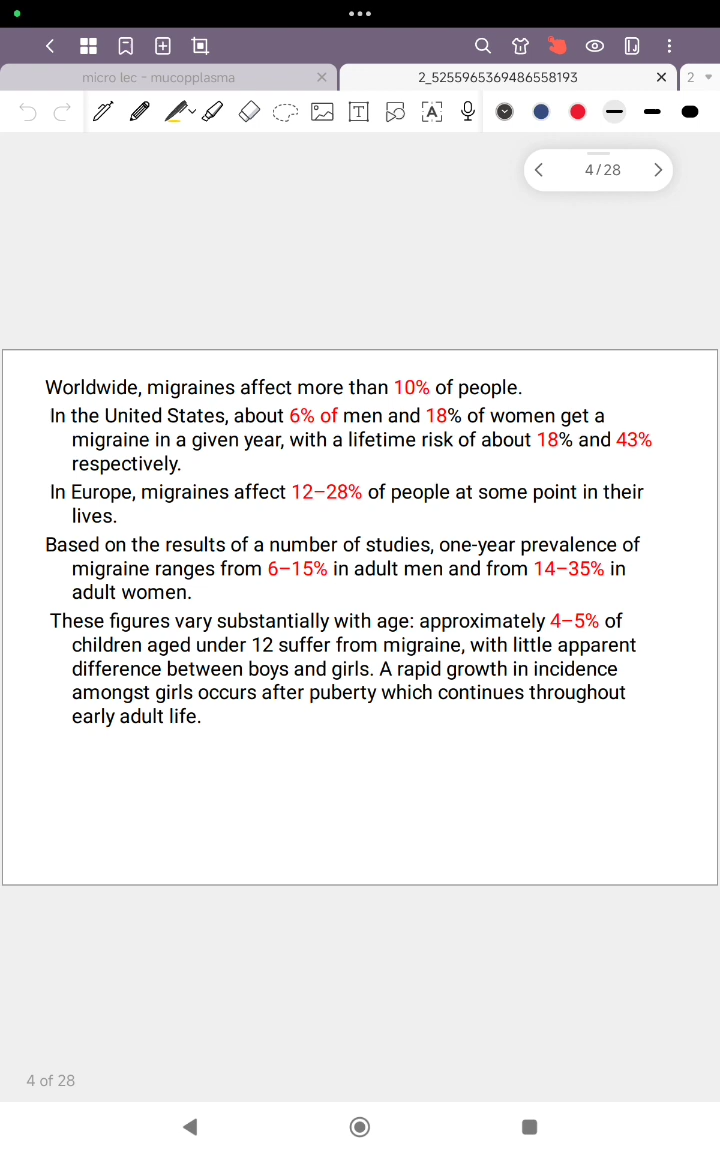 micro lec - mucopplasma
2_5255965369486558193
2
4/28
Worldwide, migraines affect more than 10% of people.
In the United States, about 6% of men and 18% of women get a
migraine in a given year, with a lifetime risk of about 18% and 43%
respectively.
In Europe, migraines affect 12–28% of people at some point in their
lives.
Based on the results of a number of studies, one-year prevalence of
migraine ranges from 6–15% in adult men and from 14–35% in
adult women.
These figures vary substantially with age: approximately 4–5% of
children aged under 12 suffer from migraine, with little apparent
difference between boys and girls. A rapid growth in incidence
amongst girls occurs after puberty which continues throughout
early adult life.
4 of 28